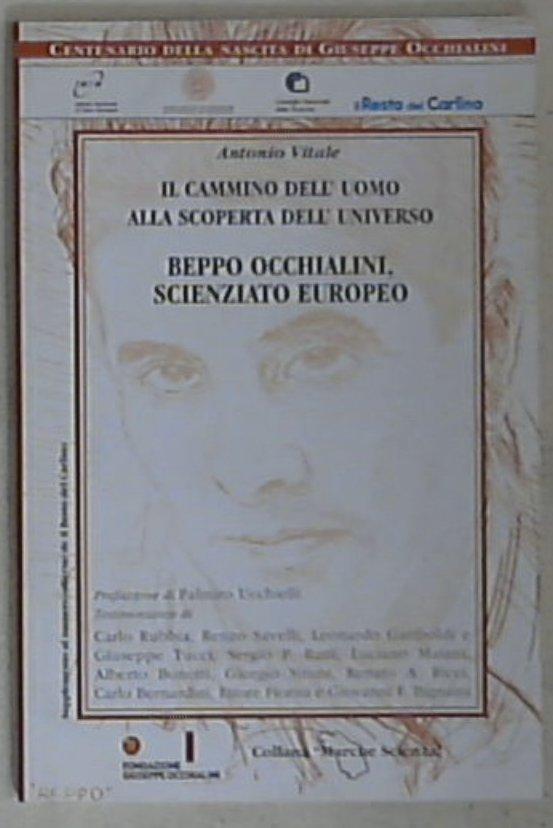 CENTENARIO DELLA NASCITA DI GIUSEPPE OCCHIALINI
il Resto del Carlino
Antonio Vitale
IL CAMMINO DELL' UOMO
ALLA SCOPERTA DELL' UNIVERSO
BEPPO OCCHIALINI,
SCIENZIATO EUROPEO
Prefazione di Palmiro Ucchielli
Testimonianze di
Carlo Rubbia, Renzo Savelli, Leonardo Gariboldi e
Giuseppe Tucci, Sergio P. Ratti, Luciano Maiani,
Alberto Bonetti, Giorgio Sironi, Renato A. Ricci,
Carlo Bernardini, Ettore Fiorini e Giovanni F. Bignami
FONDAZIONE
GIUSEPPE OCCHIALINI
Collana "Marche Scienza"
"BEPPO"